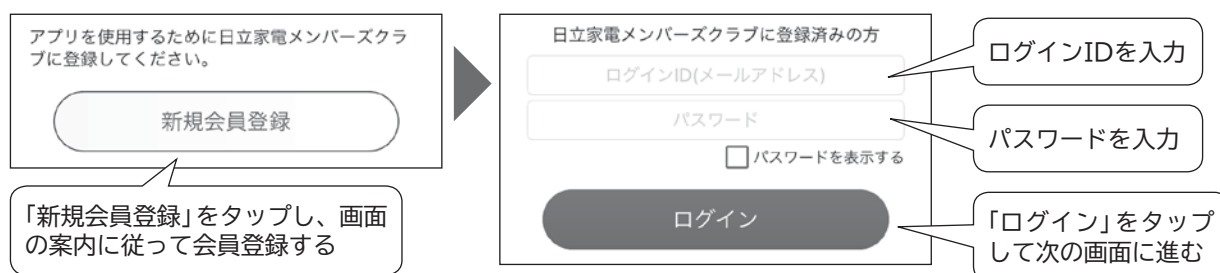 アプリを使用するために日立家電メンバーズクラ
ブに登録してください。
新規会員登録
「新規会員登録」をタップし、画面
の案内に従って会員登録する
日立家電メンバーズクラブに登録済みの方
ログインID(メールアドレス)
パスワード
パスワードを表示する
ログイン
ログインIDを入力
パスワードを入力
「ログイン」をタップ
して次の画面に進む